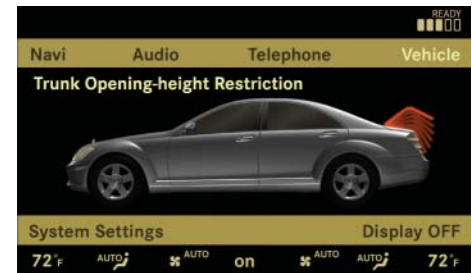 READY
Navi Audio Telephone Vehicle
Trunk Opening-height Restriction
System Settings Display OFF
72°F AUTO AUTO on AUTO AUTO 72°F